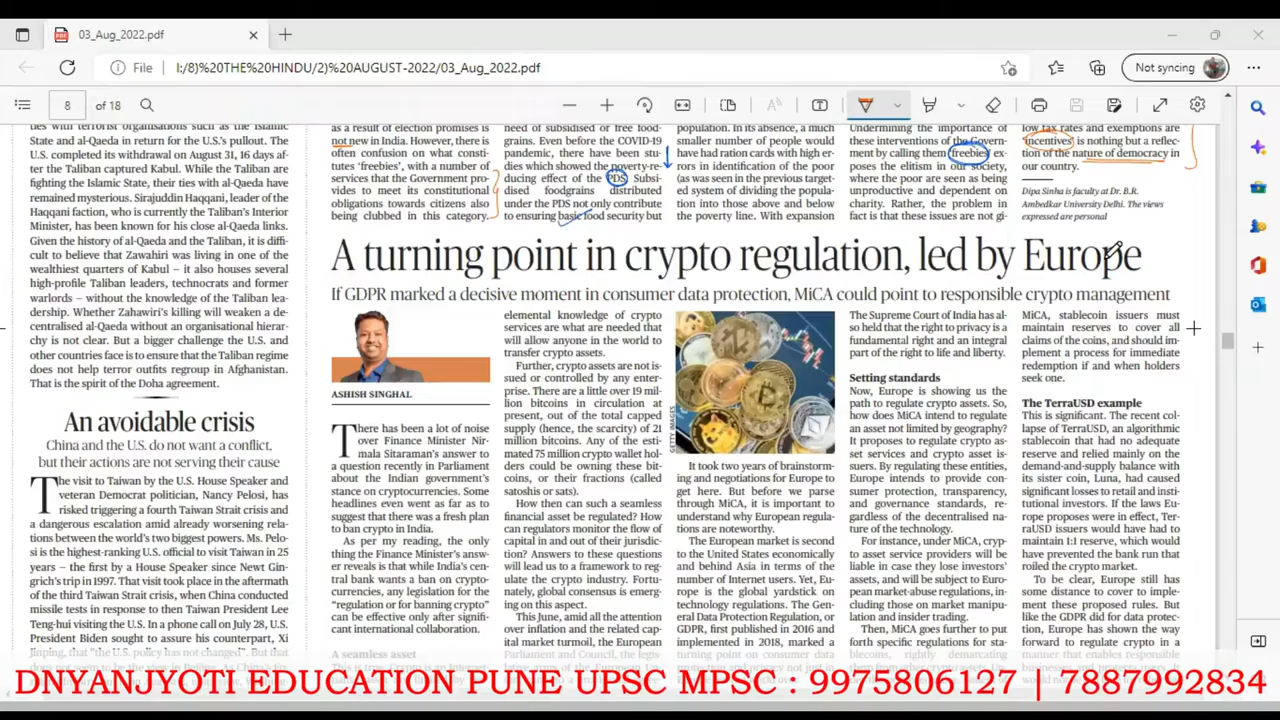 03_Aug_2022.pdf
File I:/8)%20THE%20HINDU/2)%20AUGUST-2022/03_Aug_2022.pdf
Not syncing
8 of 18
ties with terrorist organisations such as the Islamic
State and al-Qaeda in return for the U.S.'s pullout. The
U.S. completed its withdrawal on August 31, 16 days af-
ter the Taliban captured Kabul. While the Taliban are
fighting the Islamic State, their ties with al-Qaeda have
remained mysterious. Sirajuddin Haqqani, leader of the
Haqqani faction, who is currently the Taliban's Interior
Minister, has been known for his close al-Qaeda links.
Given the history of al-Qaeda and the Taliban, it is diffi-
cult to believe that Zawahiri was living in one of the
wealthiest quarters of Kabul – it also houses several
high-profile Taliban leaders, technocrats and former
warlords – without the knowledge of the Taliban lea-
dership. Whether Zawahiri's killing will weaken a de-
centralised al-Qaeda without an organisational hierar-
chy is not clear. But a bigger challenge the U.S. and
other countries face is to ensure that the Taliban regime
does not help terror outfits regroup in Afghanistan.
That is the spirit of the Doha agreement.
An avoidable crisis
China and the U.S. do not want a conflict,
but their actions are not serving their cause
The visit to Taiwan by the U.S. House Speaker and
veteran Democrat politician, Nancy Pelosi, has
risked triggering a fourth Taiwan Strait crisis and
a dangerous escalation amid already worsening rela-
tions between the world's two biggest powers. Ms. Pelo-
si is the highest-ranking U.S. official to visit Taiwan in 25
years – the first by a House Speaker since Newt Gin-
grich's trip in 1997. That visit took place in the aftermath
of the third Taiwan Strait crisis, when China conducted
missile tests in response to then Taiwan President Lee
Teng-hui visiting the U.S. In a phone call on July 28, U.S.
President Biden sought to assure his counterpart, Xi
Jinping, that "the U.S. policy has not changed". But that
as a result of election promises is
not new in India. However, there is
often confusion on what consti-
tutes 'freebies', with a number of
services that the Government pro-
vides to meet its constitutional
obligations towards citizens also
being clubbed in this category.
need of subsidised or free food-
grains. Even before the COVID-19
pandemic, there have been stu-
dies which showed the poverty re-
ducing effect of the PDS. Subsi-
dised foodgrains distributed
under the PDS not only contribute
to ensuring basic food security but
population. In its absence, a much
smaller number of people would
have had ration cards with high er-
rors in identification of the poor
(as was seen in the previous target-
ed system of dividing the popula-
tion into those above and below
the poverty line. With expansion
Undermining the importance of
these interventions of the Govern-
ment by calling them freebies ex-
poses the elitism in our society,
where the poor are seen as being
unproductive and dependent on
charity. Rather, the problem in
fact is that these issues are not gi-
low tax rates and exemptions are
'incentives' is nothing but a reflec-
tion of the nature of democracy in
our country.
Dipa Sinha is faculty at Dr. B.R.
Ambedkar University Delhi. The views
expressed are personal
A turning point in crypto regulation, led by Europe
If GDPR marked a decisive moment in consumer data protection, MiCA could point to responsible crypto management
ASHISH SINGHAL
There has been a lot of noise
over Finance Minister Nir-
mala Sitaraman's answer to
a question recently in Parliament
about the Indian government's
stance on cryptocurrencies. Some
headlines even went as far as to
suggest that there was a fresh plan
to ban crypto in India.
As per my reading, the only
thing the Finance Minister's answ-
er reveals is that while India's cen-
tral bank wants a ban on crypto-
currencies, any legislation for the
"regulation or for banning crypto"
can be effective only after signifi-
cant international collaboration.
A seamless asset
elemental knowledge of crypto
services are what are needed that
will allow anyone in the world to
transfer crypto assets.
Further, crypto assets are not is-
sued or controlled by any enter-
prise. There are a little over 19 mil-
lion bitcoins in circulation at
present, out of the total capped
supply (hence, the scarcity) of 21
million bitcoins. Any of the esti-
mated 75 million crypto wallet hol-
ders could be owning these bit-
coins, or their fractions (called
satoshis or sats).
How then can such a seamless
financial asset be regulated? How
can regulators monitor the flow of
capital in and out of their jurisdic-
tion? Answers to these questions
will lead us to a framework to reg-
ulate the crypto industry. Fortu-
nately, global consensus is emerg-
ing on this aspect.
This June, amid all the attention
over inflation and the related cap-
ital market turmoil, the European
Parliament and Council, the legis-
GETTY IMAGES
It took two years of brainstorm-
ing and negotiations for Europe to
get here. But before we parse
through MiCA, it is important to
understand why European regula-
tions are noteworthy.
The European market is second
to the United States economically
and behind Asia in terms of the
number of Internet users. Yet, Eu-
rope is the global yardstick on
technology regulations. The Gen-
eral Data Protection Regulation, or
GDPR, first published in 2016 and
implemented in 2018, marked a
turning point on consumer data
The Supreme Court of India has al-
so held that the right to privacy is a
fundamental right and an integral
part of the right to life and liberty.
Setting standards
Now, Europe is showing us the
path to regulate crypto assets. So,
how does MiCA intend to regulate
an asset not limited by geography?
It proposes to regulate crypto as-
set services and crypto asset is-
suers. By regulating these entities,
Europe intends to provide con-
sumer protection, transparency,
and governance standards, re-
gardless of the decentralised na-
ture of the technology.
For instance, under MiCA, cryp-
to asset service providers will be
liable in case they lose investors'
assets, and will be subject to Euro-
pean market-abuse regulations, in-
cluding those on market manipu-
lation and insider trading.
Then, MiCA goes further to put
forth specific regulations for sta-
blecoins, rightly demarcating
MiCA, stablecoin issuers must
maintain reserves to cover all
claims of the coins, and should im-
plement a process for immediate
redemption if and when holders
seek one.
The TerraUSD example
This is significant. The recent col-
lapse of TerraUSD, an algorithmic
stablecoin that had no adequate
reserve and relied mainly on the
demand-and-supply balance with
its sister coin, Luna, had caused
significant losses to retail and insti-
tutional investors. If the laws Eu-
rope proposes were in effect, Ter-
raUSD issuers would have had to
maintain 1:1 reserve, which would
have prevented the bank run that
roiled the crypto market.
To be clear, Europe still has
some distance to cover to imple-
ment these proposed rules. But
like GDPR did for data protection,
Europe has shown the way
forward to regulate crypto in a
manner that enables responsible
DNYANJYOTI EDUCATION PUNE UPSC MPSC : 9975806127 | 7887992834